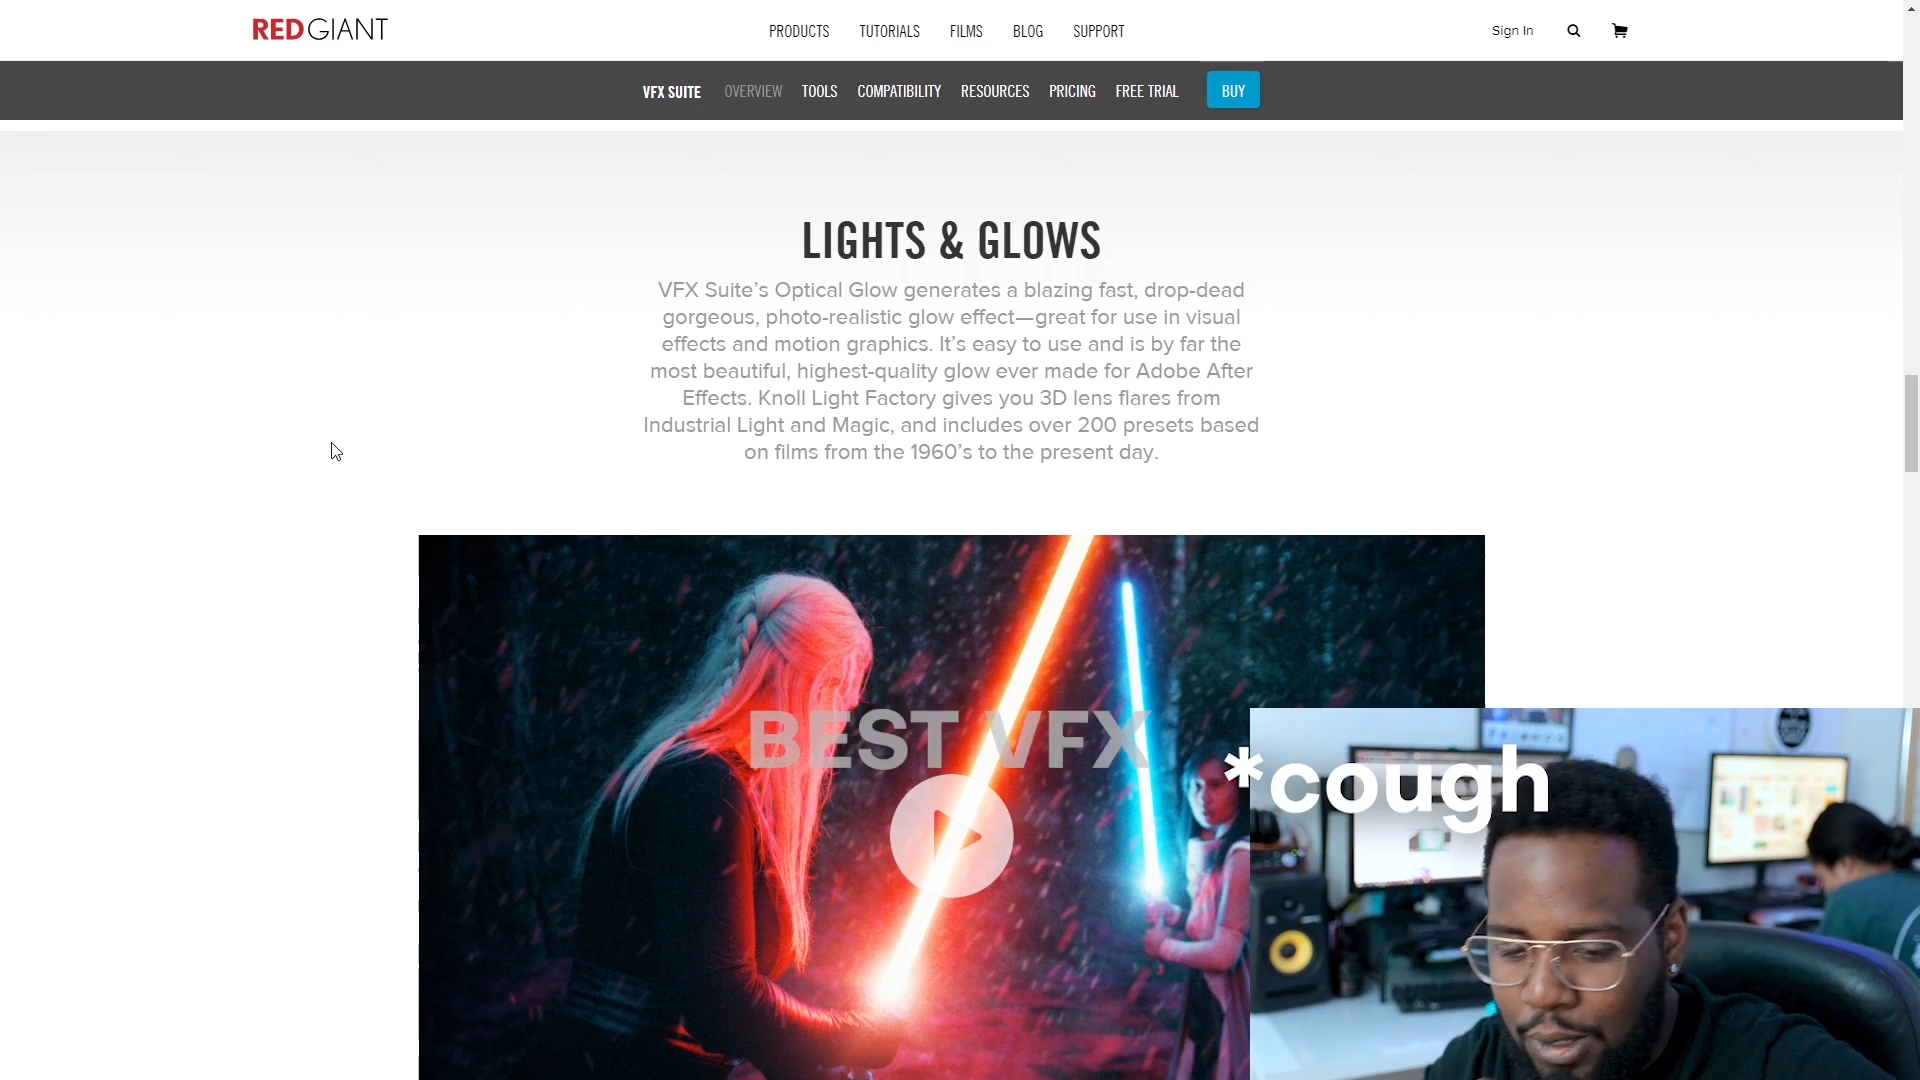 REDGIANT
PRODUCTS TUTORIALS FILMS BLOG SUPPORT
Sign In
VFX SUITE OVERVIEW TOOLS COMPATIBILITY RESOURCES PRICING FREE TRIAL BUY
LIGHTS & GLOWS
VFX Suite’s Optical Glow generates a blazing fast, drop-dead
gorgeous, photo-realistic glow effect—great for use in visual
effects and motion graphics. It’s easy to use and is by far the
most beautiful, highest-quality glow ever made for Adobe After
Effects. Knoll Light Factory gives you 3D lens flares from
Industrial Light and Magic, and includes over 200 presets based
on films from the 1960’s to the present day.
BEST VFX
*cough